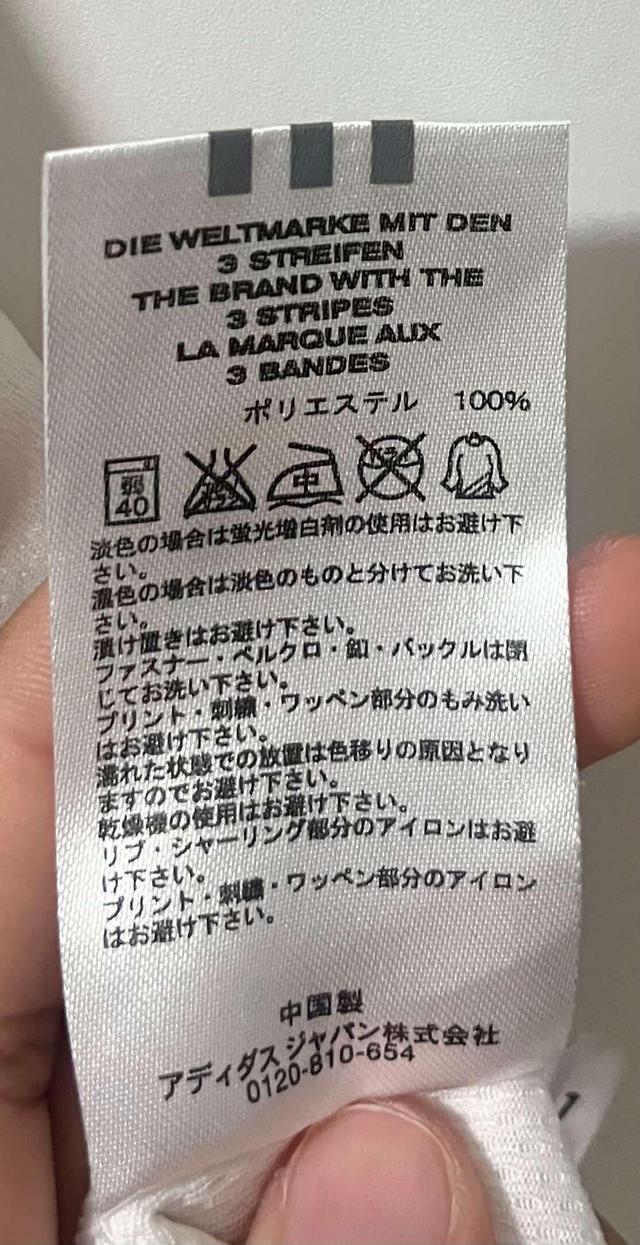 DIE WELTMARKE MIT DEN
3 STREIFEN
THE BRAND WITH THE
3 STRIPES
LA MARQUE AUX
3 BANDES
ポリエステル 100%
弱
40
中
淡色の場合は蛍光増白剤の使用はお避け下
さい。
濃色の場合は淡色のものと分けてお洗い下
さい。
漬け置きはお避け下さい。
ファスナー・ベルクロ・釦・バックルは閉
じてお洗い下さい。
プリント・刺繍・ワッペン部分のもみ洗い
はお避け下さい。
濡れた状態での放置は色移りの原因となり
ますのでお避け下さい。
乾燥機の使用はお避け下さい。
リブ・シャーリング部分のアイロンはお避
け下さい。
プリント・刺繍・ワッペン部分のアイロン
はお避け下さい。
中国製
アディダス ジャパン株式会社
0120-810-654